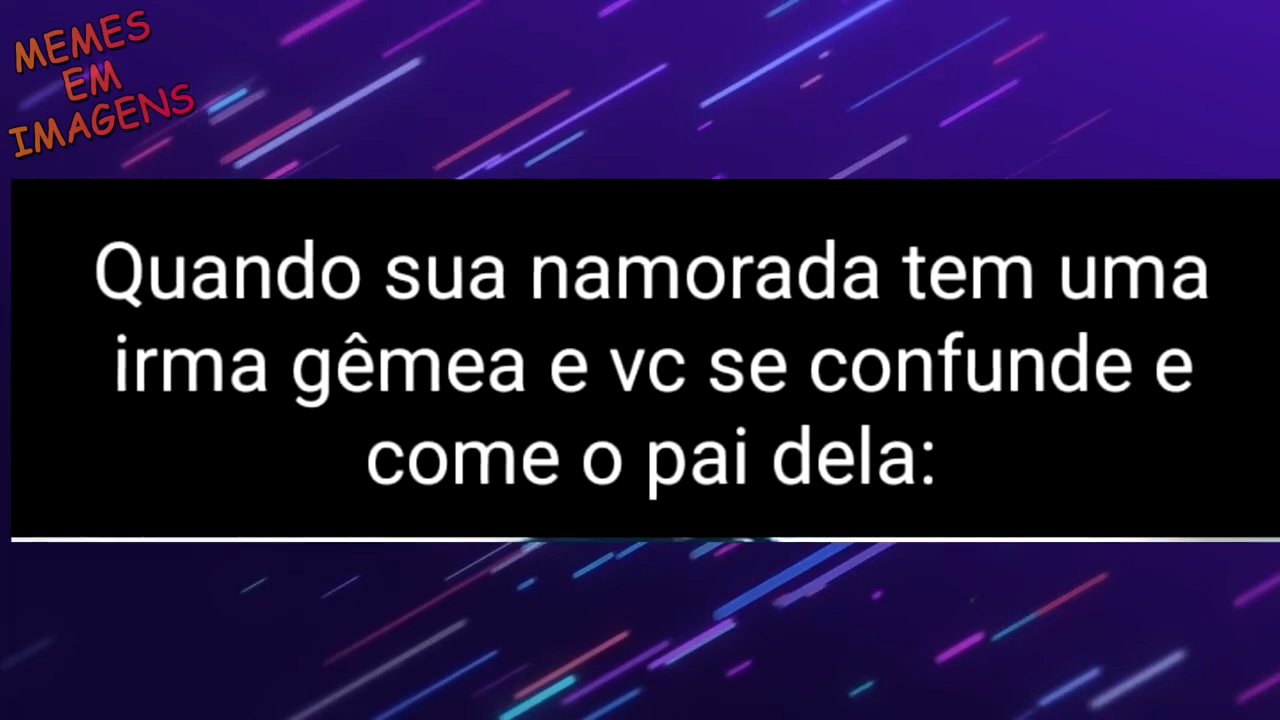 MEMES
EM
IMAGENS
Quando sua namorada tem uma
irma gêmea e vc se confunde e
come o pai dela: